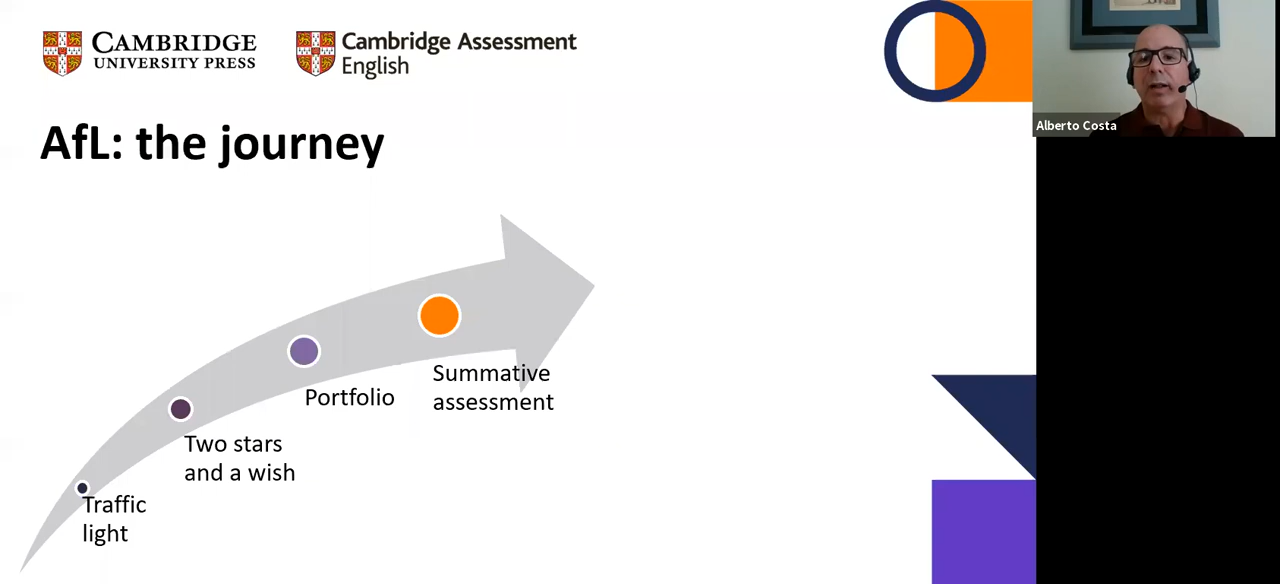 CAMBRIDGE
UNIVERSITY PRESS
Cambridge Assessment
English
Alberto Costa
AfL: the journey
Summative
assessment
Portfolio
Two stars
and a wish
Traffic
light